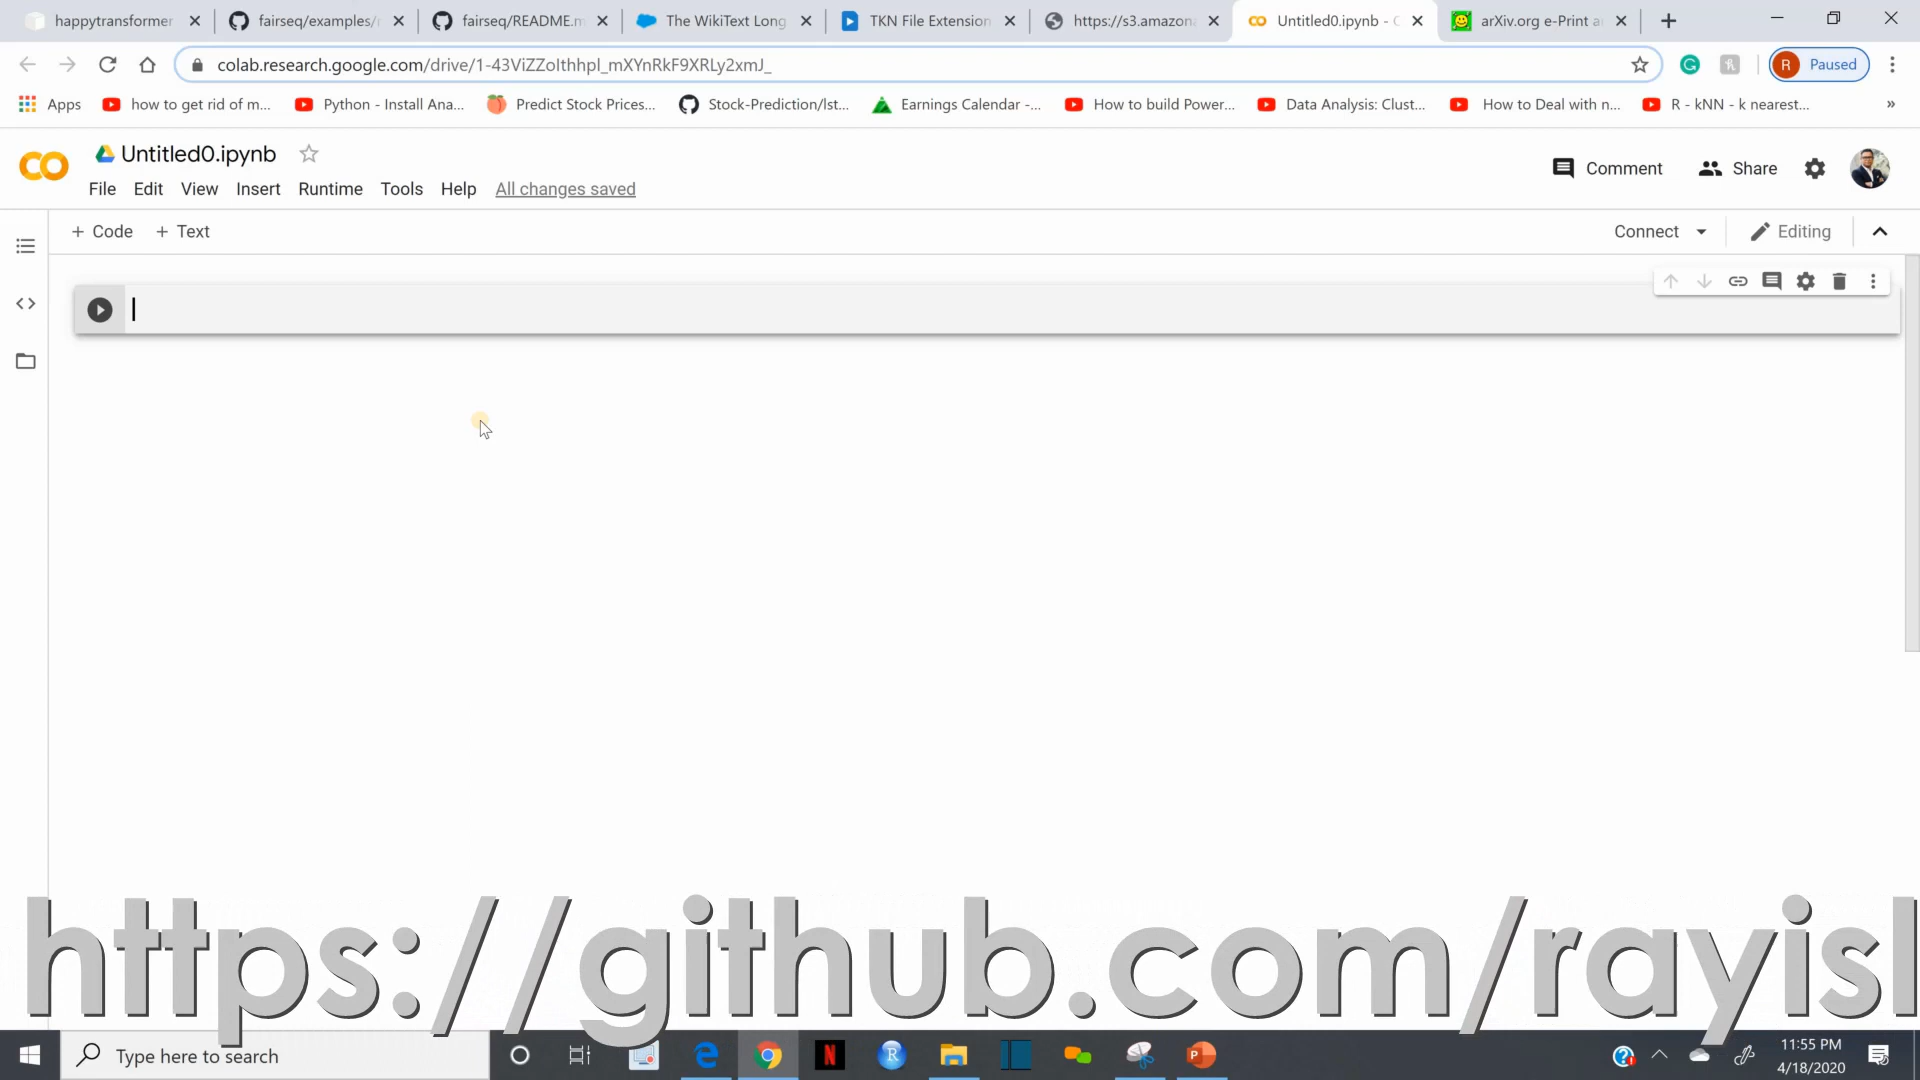 happytransformer
fairseq/examples/r
fairseq/README.m
The WikiText Long
TKN File Extension
https://s3.amazona
Untitled0.ipynb - C
arXiv.org e-Print a
colab.research.google.com/drive/1-43ViZZoIthhpl_mXYnRkF9XRLy2xmJ_
R Paused
Apps
how to get rid of m...
Python - Install Ana...
Predict Stock Prices...
Stock-Prediction/lst...
Earnings Calendar -...
How to build Power...
Data Analysis: Clust...
How to Deal with n...
R - kNN - k nearest...
»
Untitled0.ipynb
Comment
Share
File Edit View Insert Runtime Tools Help All changes saved
+ Code + Text
Connect
Editing
https://github.com/rayisl
Type here to search
11:55 PM
4/18/2020